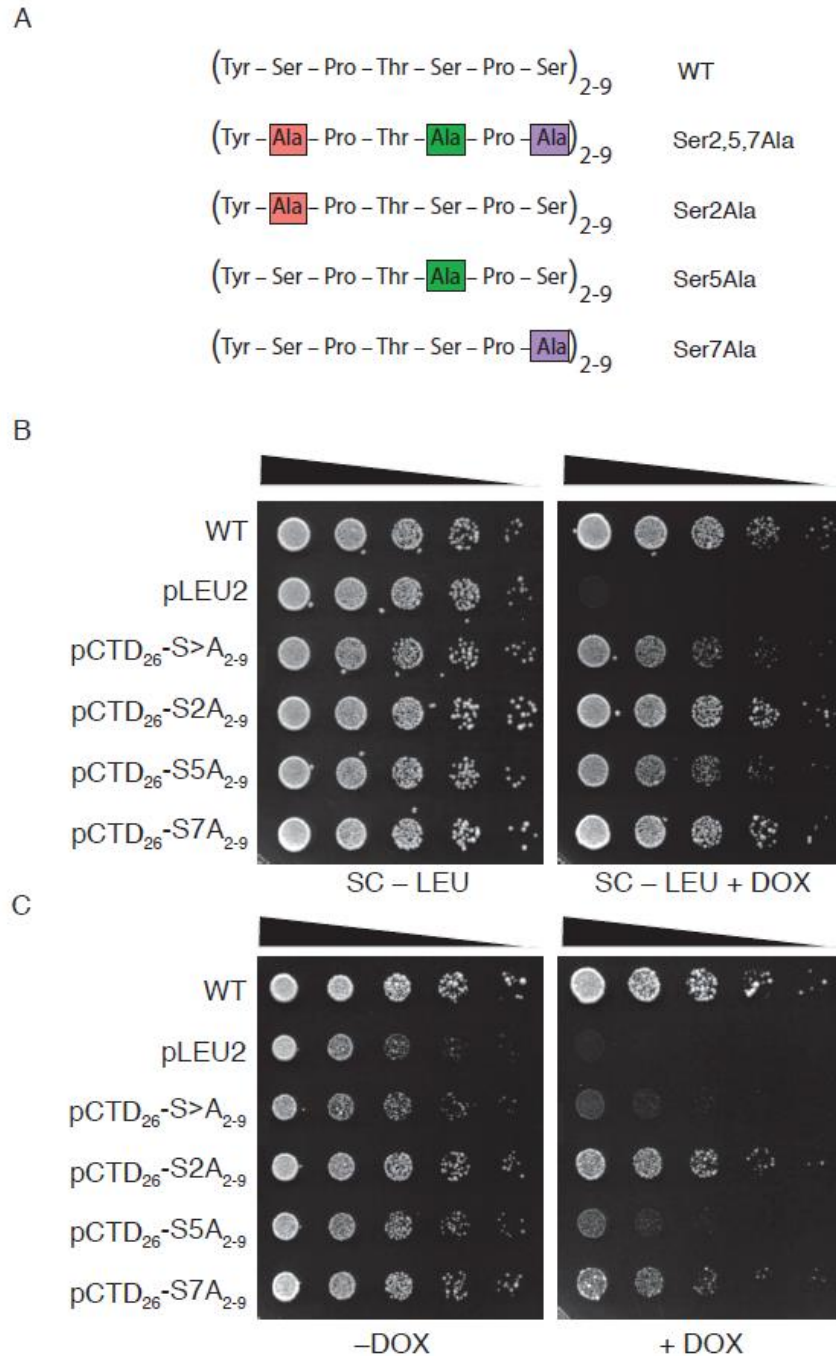 A
(Tyr – Ser – Pro – Thr – Ser – Pro – Ser)2-9 WT
(Tyr – Ala – Pro – Thr – Ala – Pro – Ala)2-9 Ser2,5,7Ala
(Tyr – Ala – Pro – Thr – Ser – Pro – Ser)2-9 Ser2Ala
(Tyr – Ser – Pro – Thr – Ala – Pro – Ser)2-9 Ser5Ala
(Tyr – Ser – Pro – Thr – Ser – Pro – Ala)2-9 Ser7Ala
B
WT
pLEU2
pCTD26-S>A2-9
pCTD26-S2A2-9
pCTD26-S5A2-9
pCTD26-S7A2-9
SC – LEU
SC – LEU + DOX
C
WT
pLEU2
pCTD26-S>A2-9
pCTD26-S2A2-9
pCTD26-S5A2-9
pCTD26-S7A2-9
–DOX
+ DOX